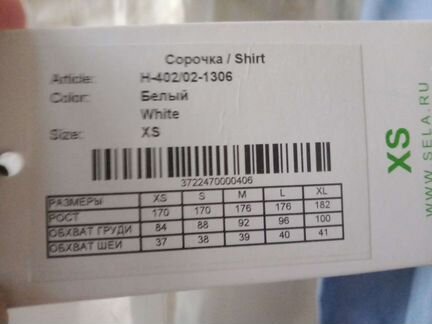 Сорочка / Shirt
Article: H-402/02-1306
Color: Белый
White
Size: XS
3722470000406
РАЗМЕРЫ XS S M L XL
РОСТ 170 170 176 176 182
ОБХВАТ ГРУДИ 84 88 92 96 100
ОБХВАТ ШЕИ 37 38 39 40 41
XS
WWW.SELA.RU